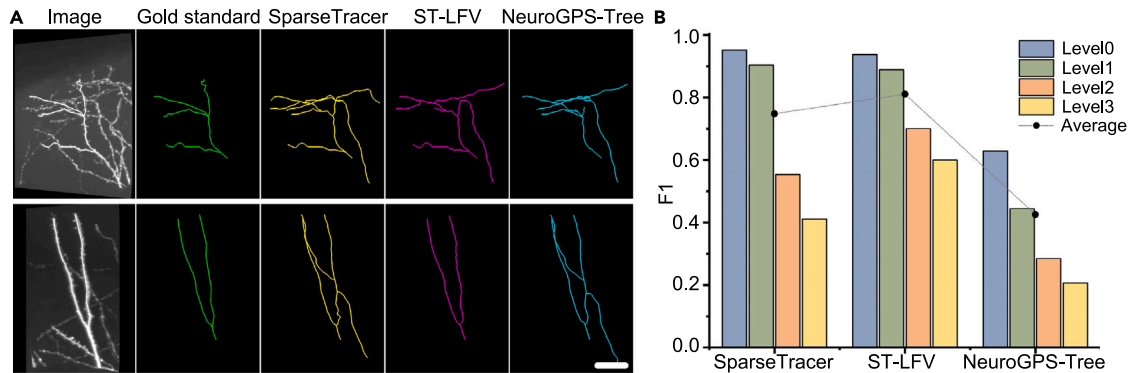 A Image Gold standard SparseTracer ST-LFV NeuroGPS-Tree
B
1.0
0.8
0.6
0.4
0.2
0.0
F1
Level0
Level1
Level2
Level3
Average
SparseTracer ST-LFV NeuroGPS-Tree